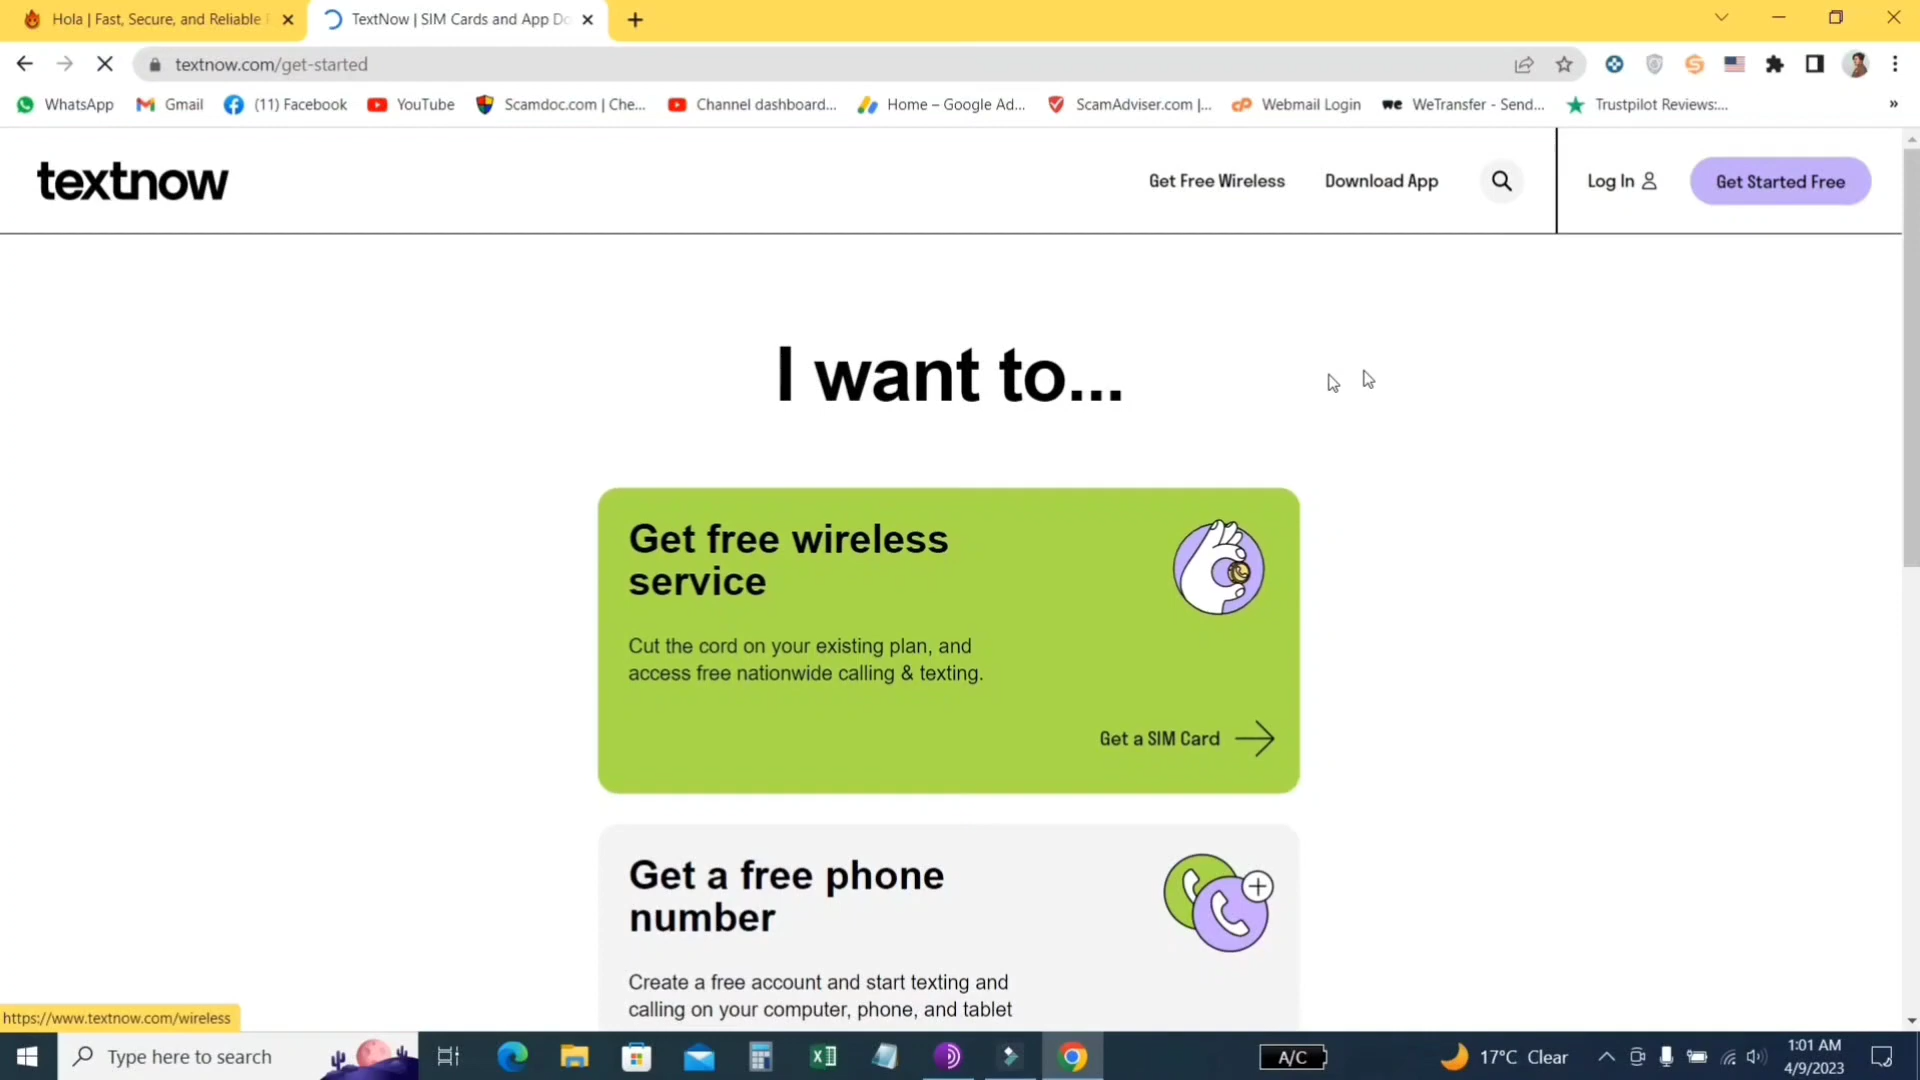 Hola | Fast, Secure, and Reliable
TextNow | SIM Cards and App Do
textnow.com/get-started
WhatsApp
Gmail
(11) Facebook
YouTube
Scamdoc.com | Che...
Channel dashboard...
Home – Google Ad...
ScamAdviser.com |...
Webmail Login
WeTransfer - Send...
Trustpilot Reviews:...
»
textnow
Get Free Wireless
Download App
Log In
Get Started Free
I want to...
Get free wireless
service
Cut the cord on your existing plan, and
access free nationwide calling & texting.
Get a SIM Card
Get a free phone
number
Create a free account and start texting and
calling on your computer, phone, and tablet
https://www.textnow.com/wireless
Type here to search
A/C
17°C Clear
1:01 AM
4/9/2023